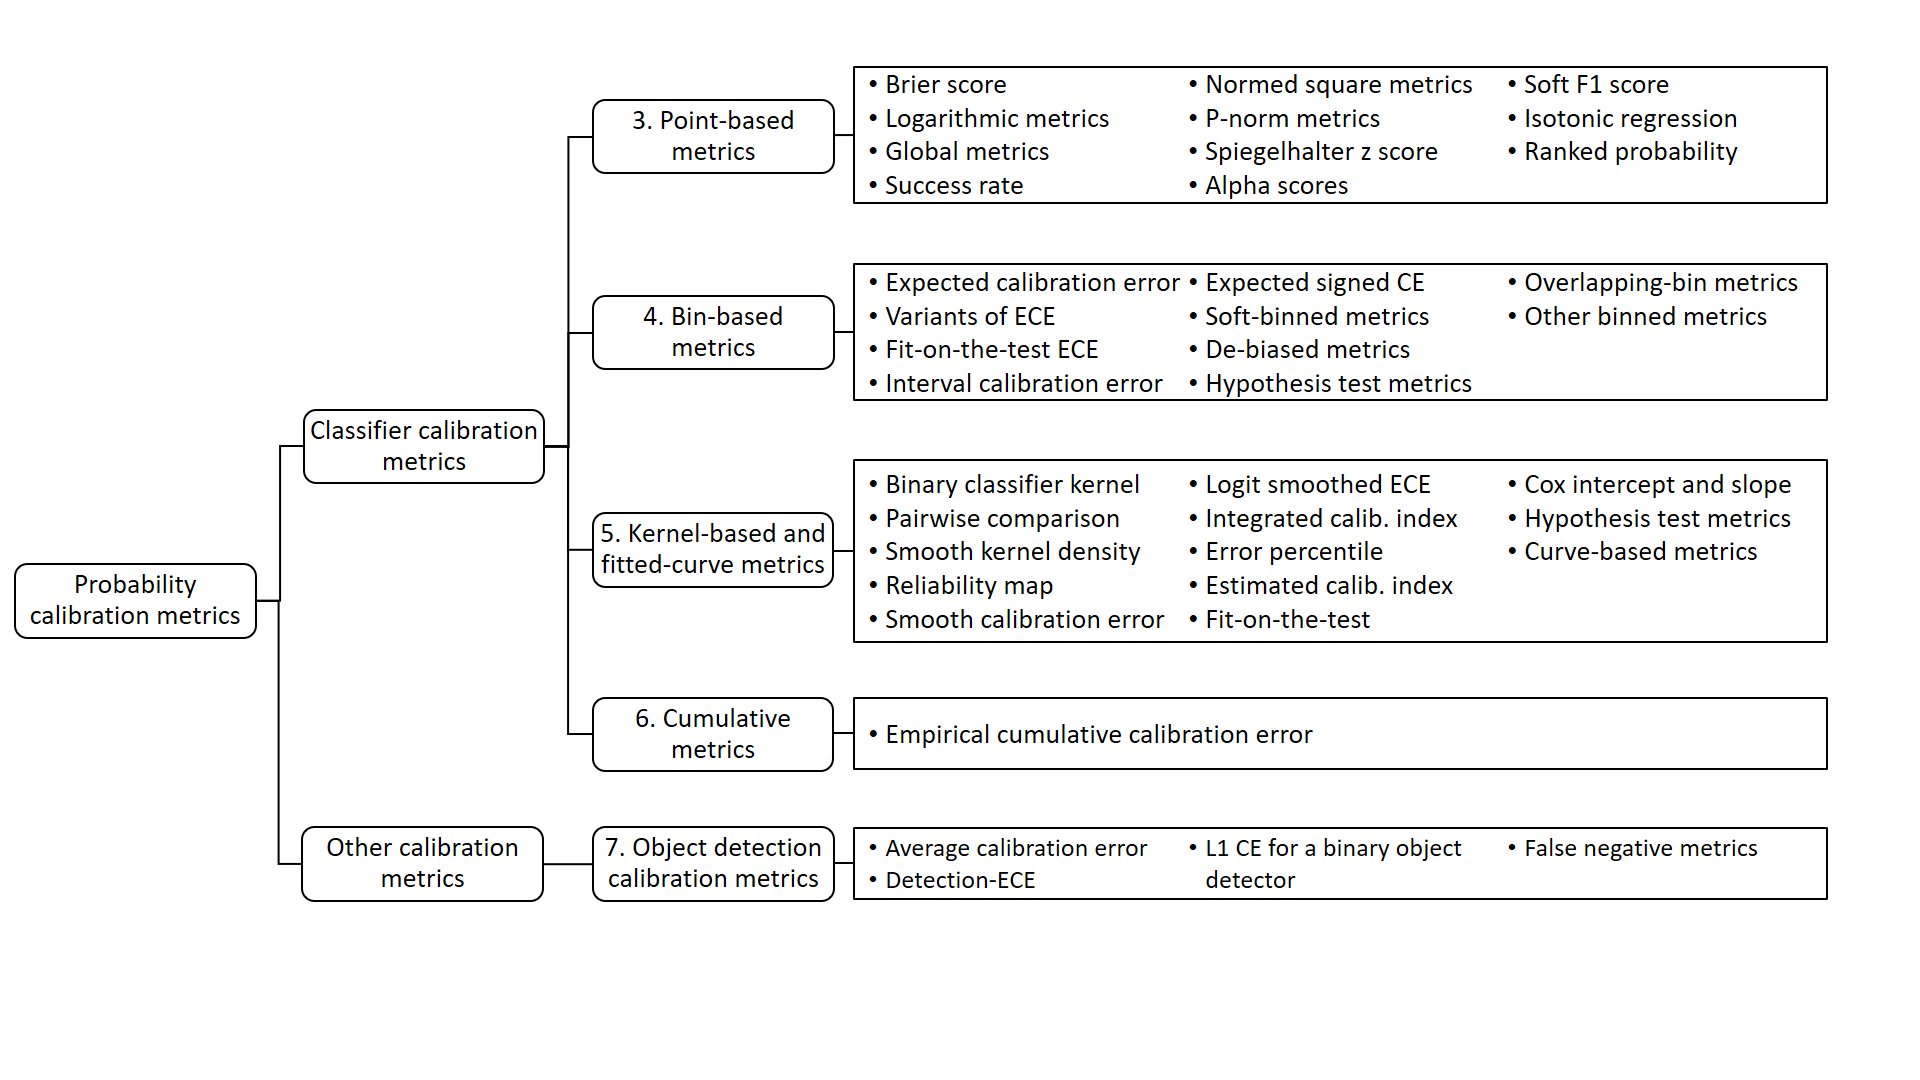 3. Point-based
metrics
• Brier score
• Logarithmic metrics
• Global metrics
• Success rate
• Normed square metrics
• P-norm metrics
• Spiegelhalter z score
• Alpha scores
• Soft F1 score
• Isotonic regression
• Ranked probability
4. Bin-based
metrics
• Expected calibration error
• Variants of ECE
• Fit-on-the-test ECE
• Interval calibration error
• Expected signed CE
• Soft-binned metrics
• De-biased metrics
• Hypothesis test metrics
• Overlapping-bin metrics
• Other binned metrics
Classifier calibration
metrics
5. Kernel-based and
fitted-curve metrics
• Binary classifier kernel
• Pairwise comparison
• Smooth kernel density
• Reliability map
• Smooth calibration error
• Logit smoothed ECE
• Integrated calib. index
• Error percentile
• Estimated calib. index
• Fit-on-the-test
• Cox intercept and slope
• Hypothesis test metrics
• Curve-based metrics
Probability
calibration metrics
6. Cumulative
metrics
• Empirical cumulative calibration error
Other calibration
metrics
7. Object detection
calibration metrics
• Average calibration error
• Detection-ECE
• L1 CE for a binary object
detector
• False negative metrics